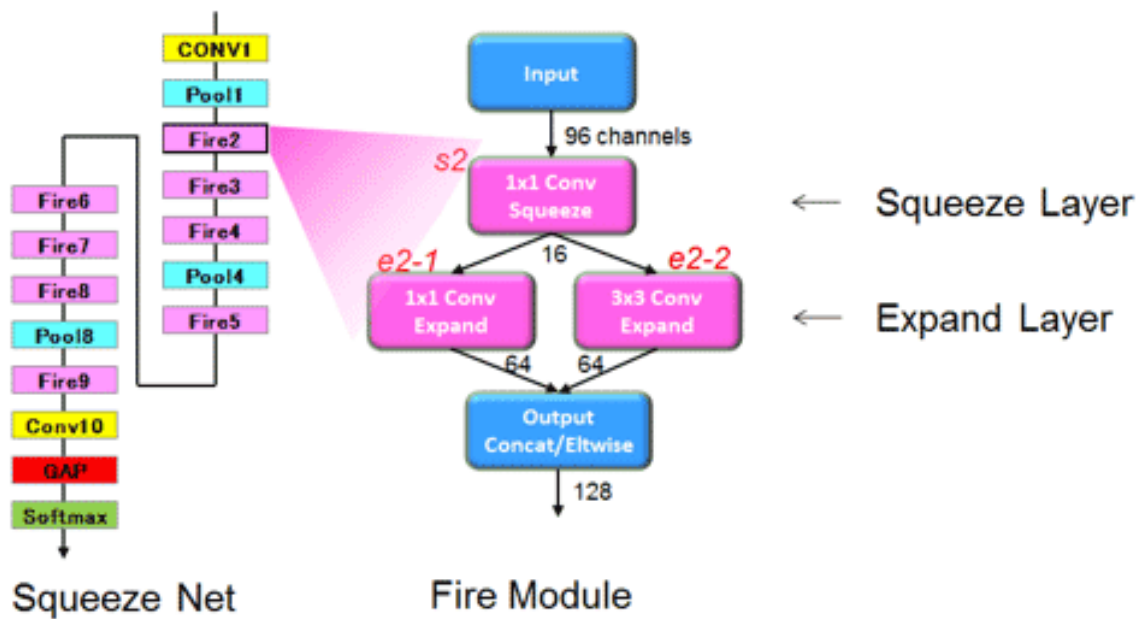 CONV1
Pool1
Fire2
Fire3
Fire4
Pool4
Fire5
Fire6
Fire7
Fire8
Pool8
Fire9
Conv10
GAP
Softmax
Squeeze Net
Input
96 channels
s2
1x1 Conv
Squeeze
16
e2-1
e2-2
1x1 Conv
Expand
3x3 Conv
Expand
64
64
Output
Concat/Eltwise
128
Fire Module
← Squeeze Layer
← Expand Layer